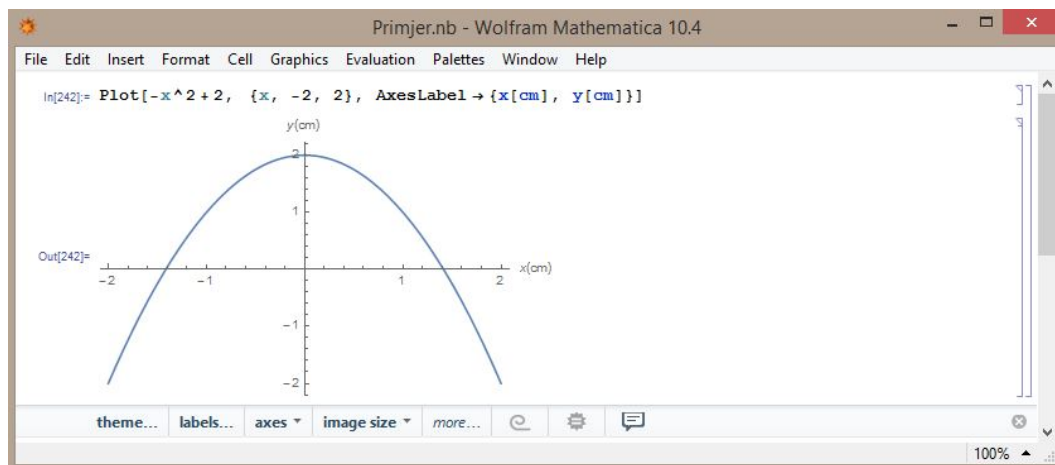 Primjer.nb - Wolfram Mathematica 10.4
File Edit Insert Format Cell Graphics Evaluation Palettes Window Help
In[242]:= Plot[-x^2+2, {x, -2, 2}, AxesLabel → {x[cm], y[cm]}]
y(cm)
2
1
Out[242]=
-2 -1 1 2 x(cm)
-1
-2
theme... labels... axes image size more...
100%